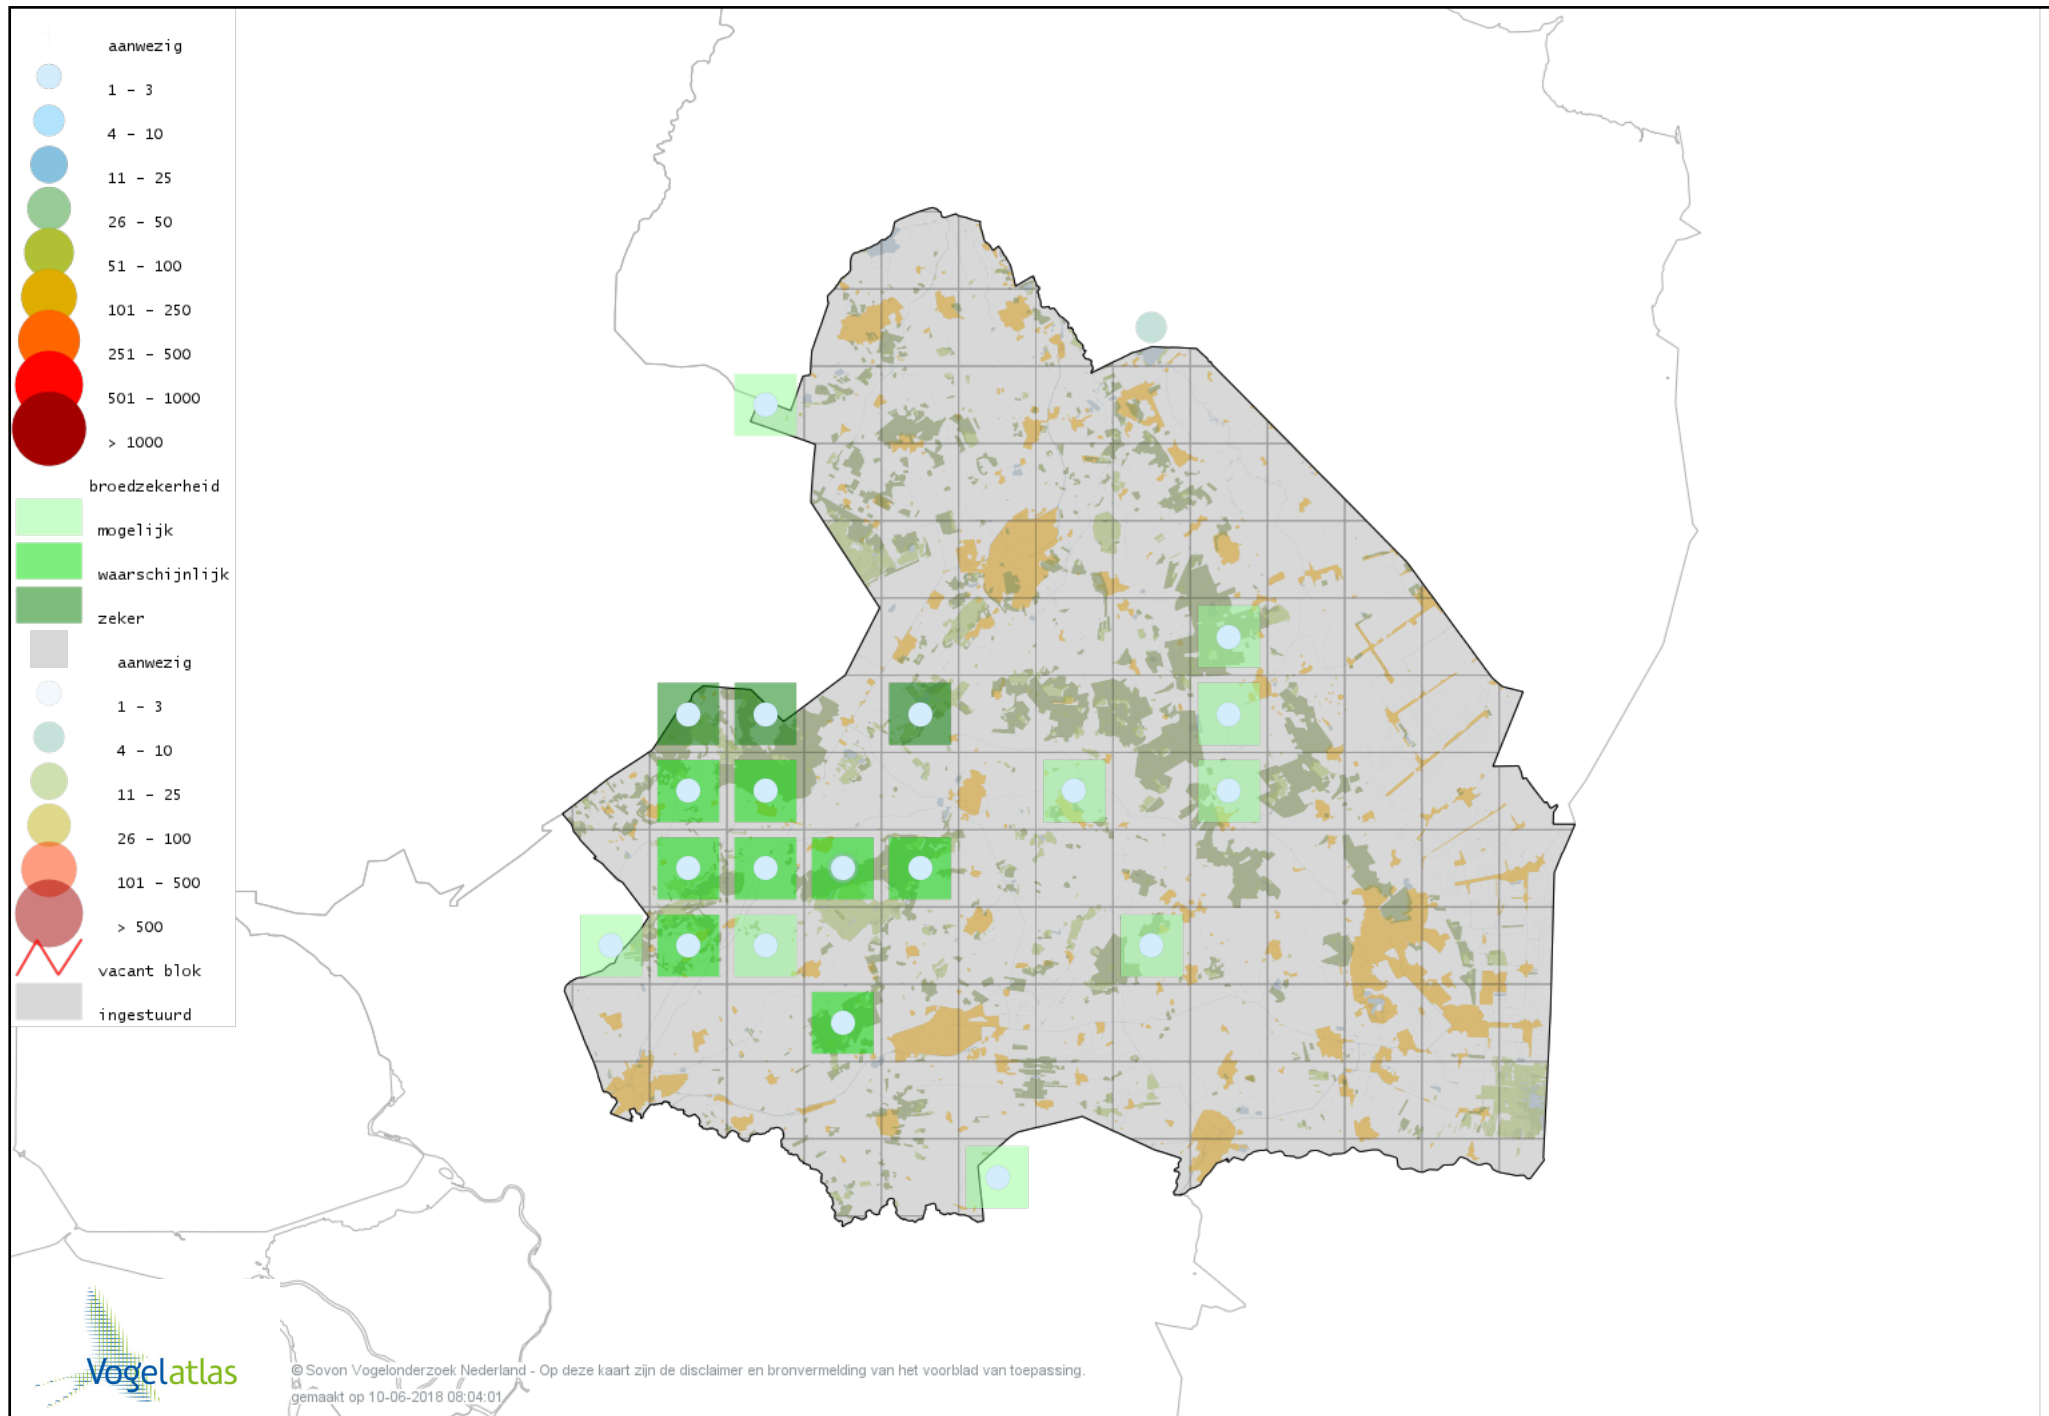 aanwezig
1 - 3
4 - 10
11 - 25
26 - 50
51 - 100
101 - 250
251 - 500
501 - 1000
> 1000
broedzekerheid
mogelijk
waarschijnlijk
zeker
aanwezig
1 - 3
4 - 10
11 - 25
26 - 100
101 - 500
> 500
vacant blok
ingestuurd
Vogelatlas
© Sovon Vogelonderzoek Nederland - Op deze kaart zijn de disclaimer en bronvermelding van het voorblad van toepassing.
gemaakt op 10-06-2018 08:04:01